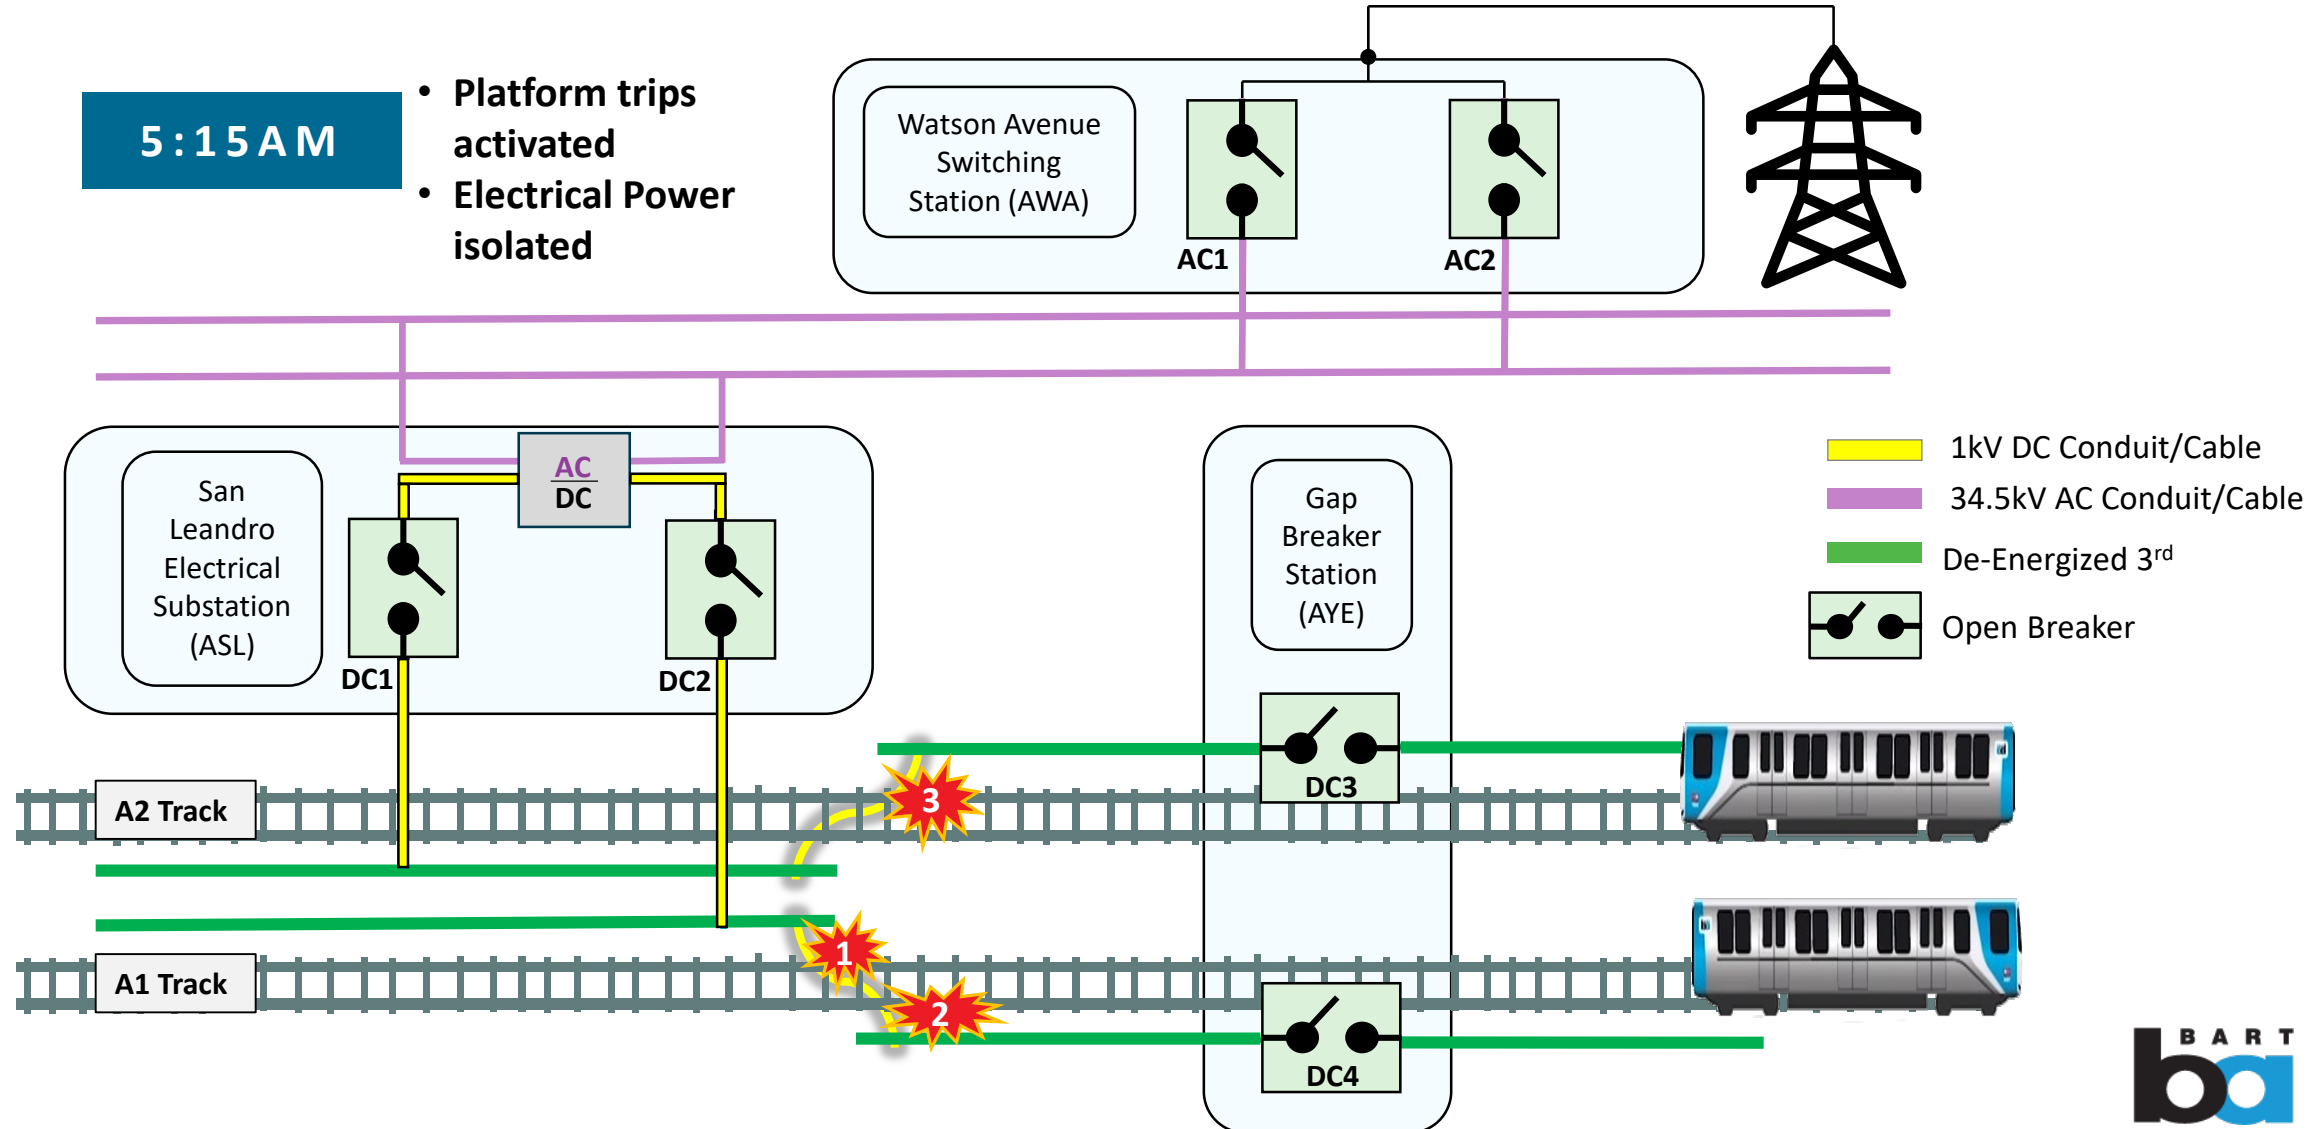 5:15AM
• Platform trips
activated
• Electrical Power
isolated
Watson Avenue
Switching
Station (AWA)
AC1
AC2
San
Leandro
Electrical
Substation
(ASL)
AC
DC
DC1
DC2
Gap
Breaker
Station
(AYE)
1kV DC Conduit/Cable
34.5kV AC Conduit/Cable
De-Energized 3rd
Open Breaker
DC3
A2 Track
3
1
A1 Track
2
DC4
BART
ba